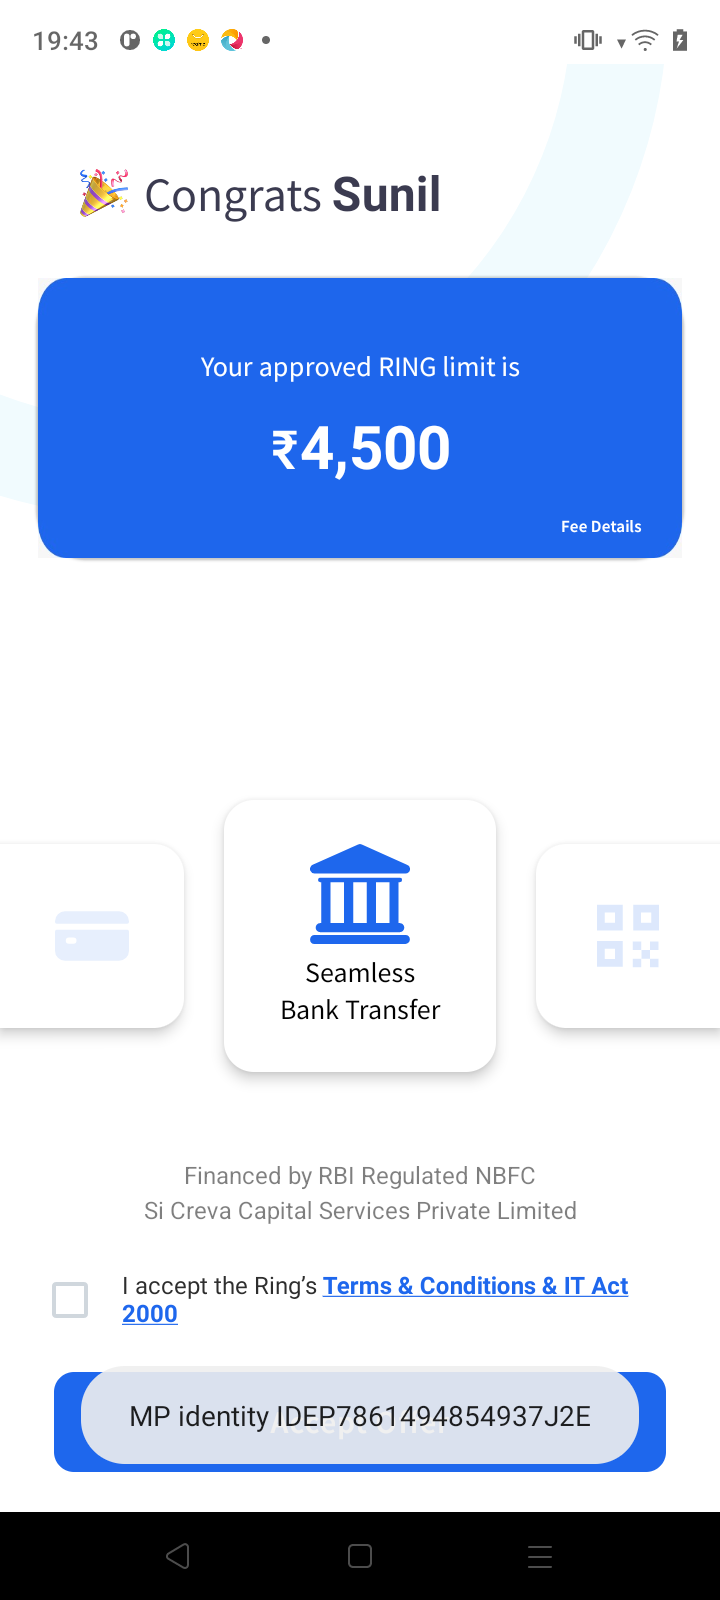 19:43
Congrats Sunil
Your approved RING limit is
₹4,500
Fee Details
Seamless
Bank Transfer
Financed by RBI Regulated NBFC
Si Creva Capital Services Private Limited
I accept the Ring’s Terms & Conditions & IT Act
2000
Accept Offer
MP identity IDEP7861494854937J2E